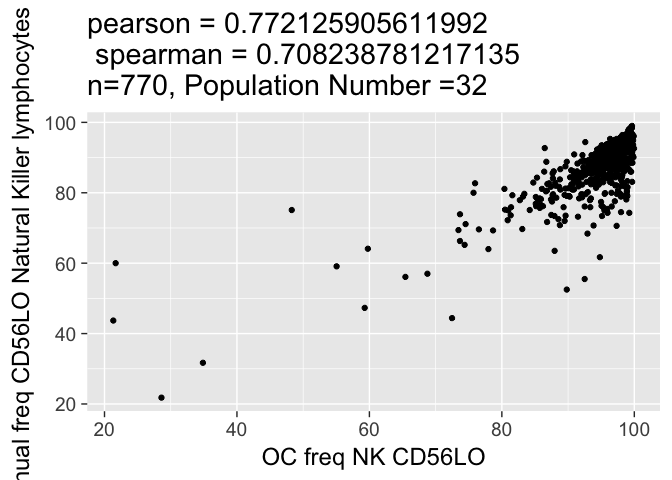 pearson = 0.772125905611992
spearman = 0.708238781217135
n=770, Population Number =32
nual freq CD56LO Natural Killer lymphocytes
100
80
60
40
20
20 40 60 80 100
OC freq NK CD56LO